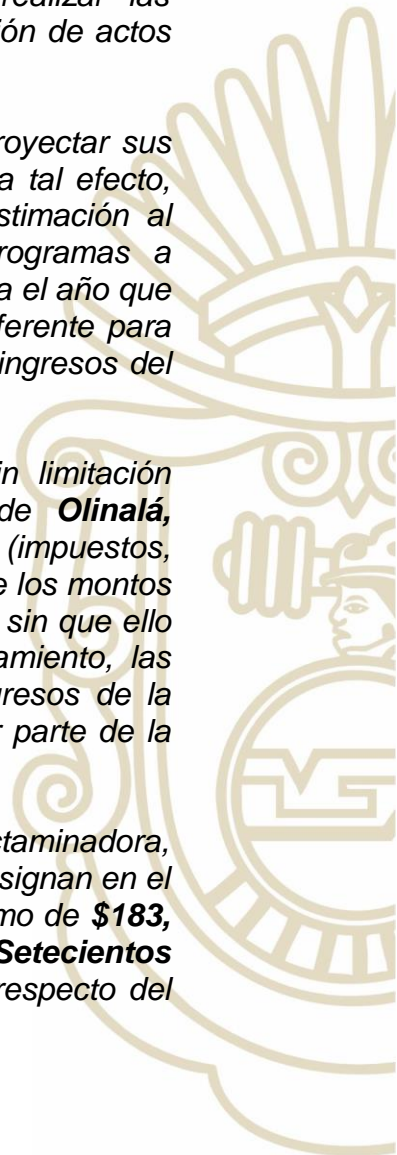 realizar las
ión de actos
royectar sus
a tal efecto,
stimación al
rogramas a
a el año que
ferente para
ingresos del
in limitación
de Olinalá,
(impuestos,
e los montos
sin que ello
amiento, las
resos de la
r parte de la
ctaminadora,
signan en el
mo de $183,
Setecientos
respecto del